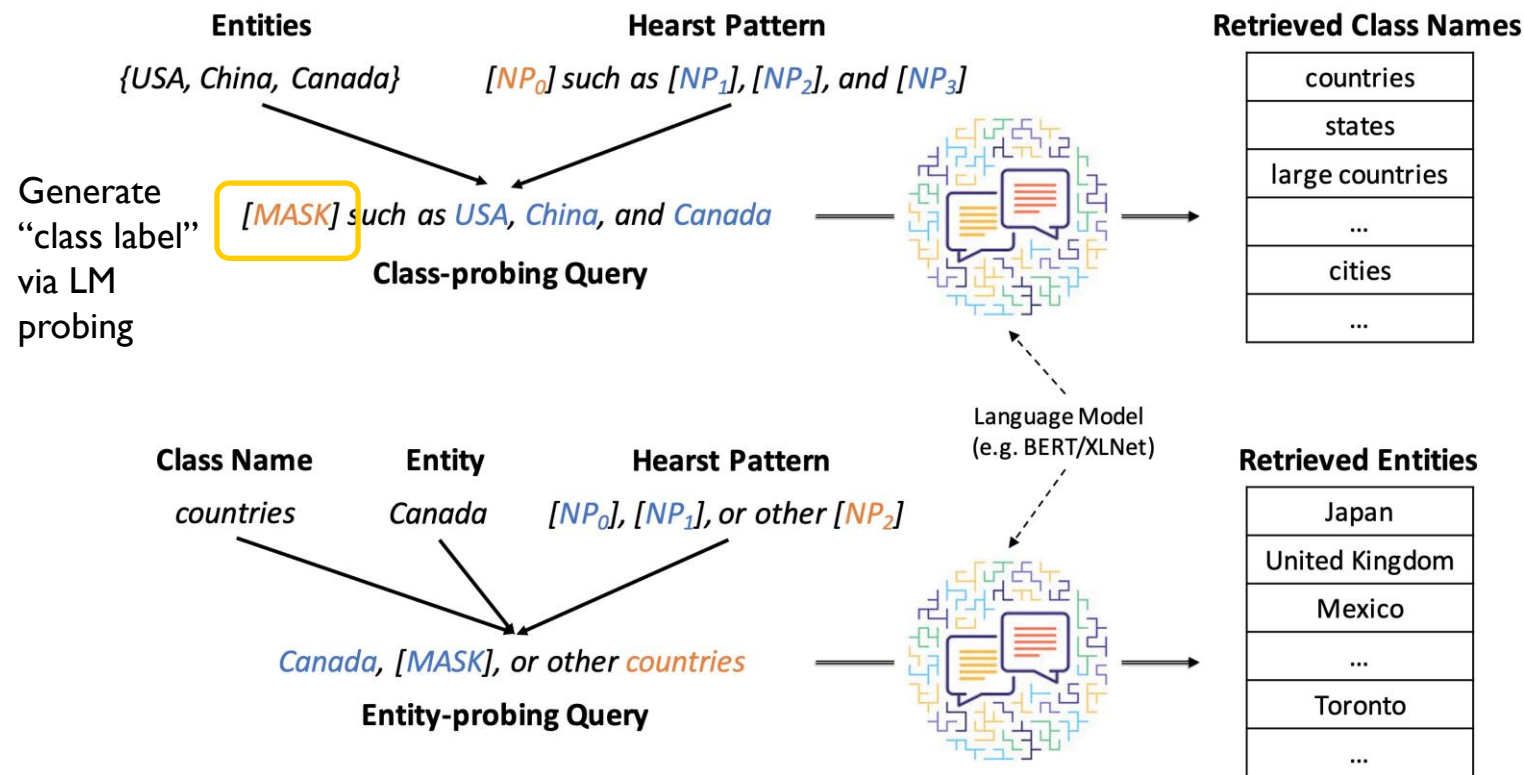 Entities
Hearst Pattern
Retrieved Class Names
{USA, China, Canada}
[NP₀] such as [NP₁], [NP₂], and [NP₃]
countries
states
large countries
...
cities
...
Generate
“class label”
via LM
probing
[MASK] such as USA, China, and Canada
Class-probing Query
Language Model
(e.g. BERT/XLNet)
Class Name
Entity
Hearst Pattern
Retrieved Entities
countries
Canada
[NP₀], [NP₁], or other [NP₂]
Japan
United Kingdom
Mexico
...
Toronto
...
Canada, [MASK], or other countries
Entity-probing Query